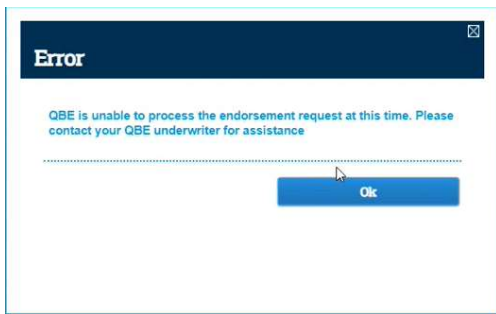 Error
QBE is unable to process the endorsement request at this time. Please
contact your QBE underwriter for assistance
Ok